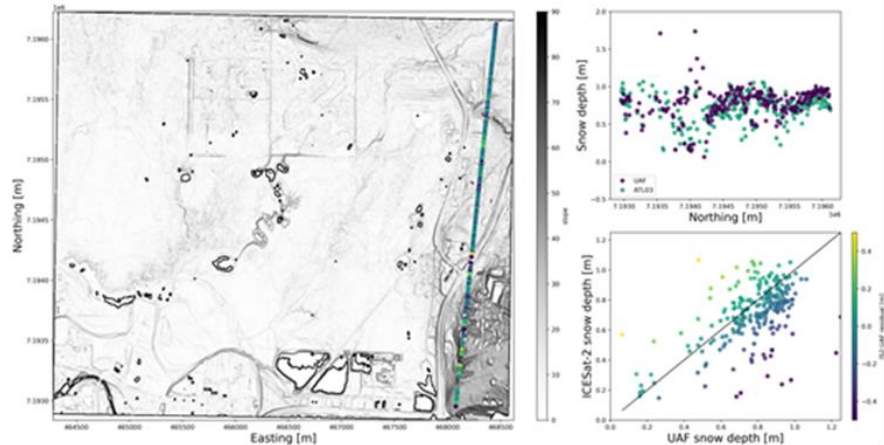 1e6
7.1960
7.1955
7.1950
7.1945
7.1940
7.1935
7.1930
Northing [m]
464500 465000 465500 466000 466500 467000 467500 468000 468500
Easting [m]
90
80
70
60
50
40
30
20
10
0
slope
2.0
1.5
1.0
0.5
0.0
-0.5
Snow depth [m]
UAF
ATL03
7.1930 7.1935 7.1940 7.1945 7.1950 7.1955 7.1960
1e6
Northing [m]
1.2
1.0
0.8
0.6
0.4
0.2
0.0
ICESat-2 snow depth [m]
0.0 0.2 0.4 0.6 0.8 1.0 1.2
UAF snow depth [m]
0.4
0.2
0.0
-0.2
-0.4
residual [m]